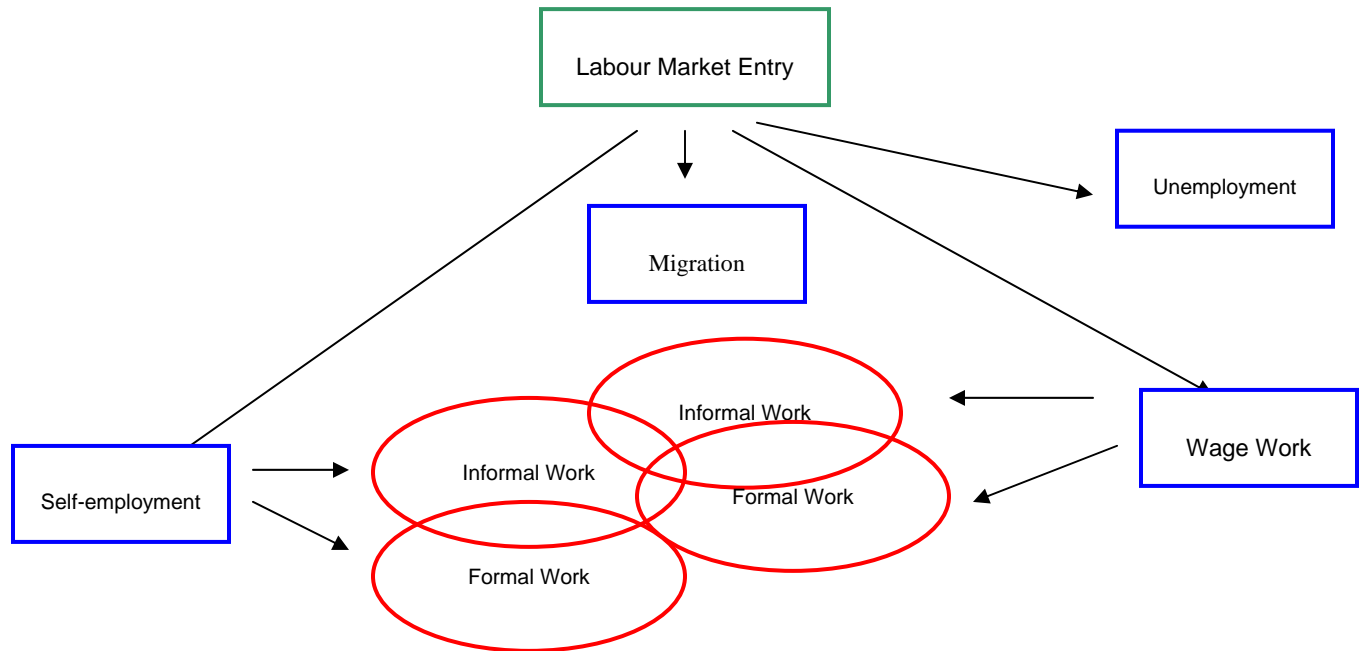 Labour Market Entry
Unemployment
Migration
Informal Work
Wage Work
Informal Work
Formal Work
Self-employment
Formal Work